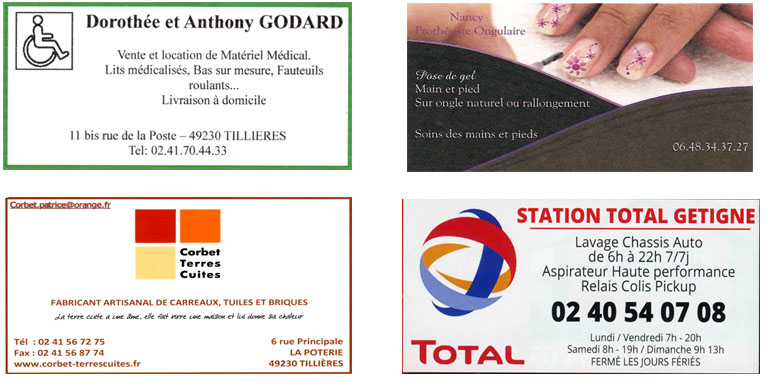 Dorothée et Anthony GODARD
Vente et location de Matériel Médical.
Lits médicalisés, Bas sur mesure, Fauteuils
roulants...
Livraison à domicile
11 bis rue de la Poste – 49230 TILLIERES
Tel: 02.41.70.44.33
Nancy
Prothésiste Ongulaire
Pose de gel
Main et pied
Sur ongle naturel ou rallongement
Soins des mains et pieds
06.48.34.37.27
Corbet.patrice@orange.fr
Corbet
Terres
Cuites
FABRICANT ARTISANAL DE CARREAUX, TUILES ET BRIQUES
La terre cuite a une âme, elle fait vivre une maison et lui donne sa chaleur
Tél : 02 41 56 72 75
Fax : 02 41 56 87 74
www.corbet-terrescuites.fr
6 rue Principale
LA POTERIE
49230 TILLIÈRES
STATION TOTAL GETIGNE
Lavage Chassis Auto
de 6h à 22h 7/7j
Aspirateur Haute performance
Relais Colis Pickup
02 40 54 07 08
Lundi / Vendredi 7h - 20h
Samedi 8h - 19h / Dimanche 9h 13h
FERMÉ LES JOURS FÉRIÉS
TOTAL